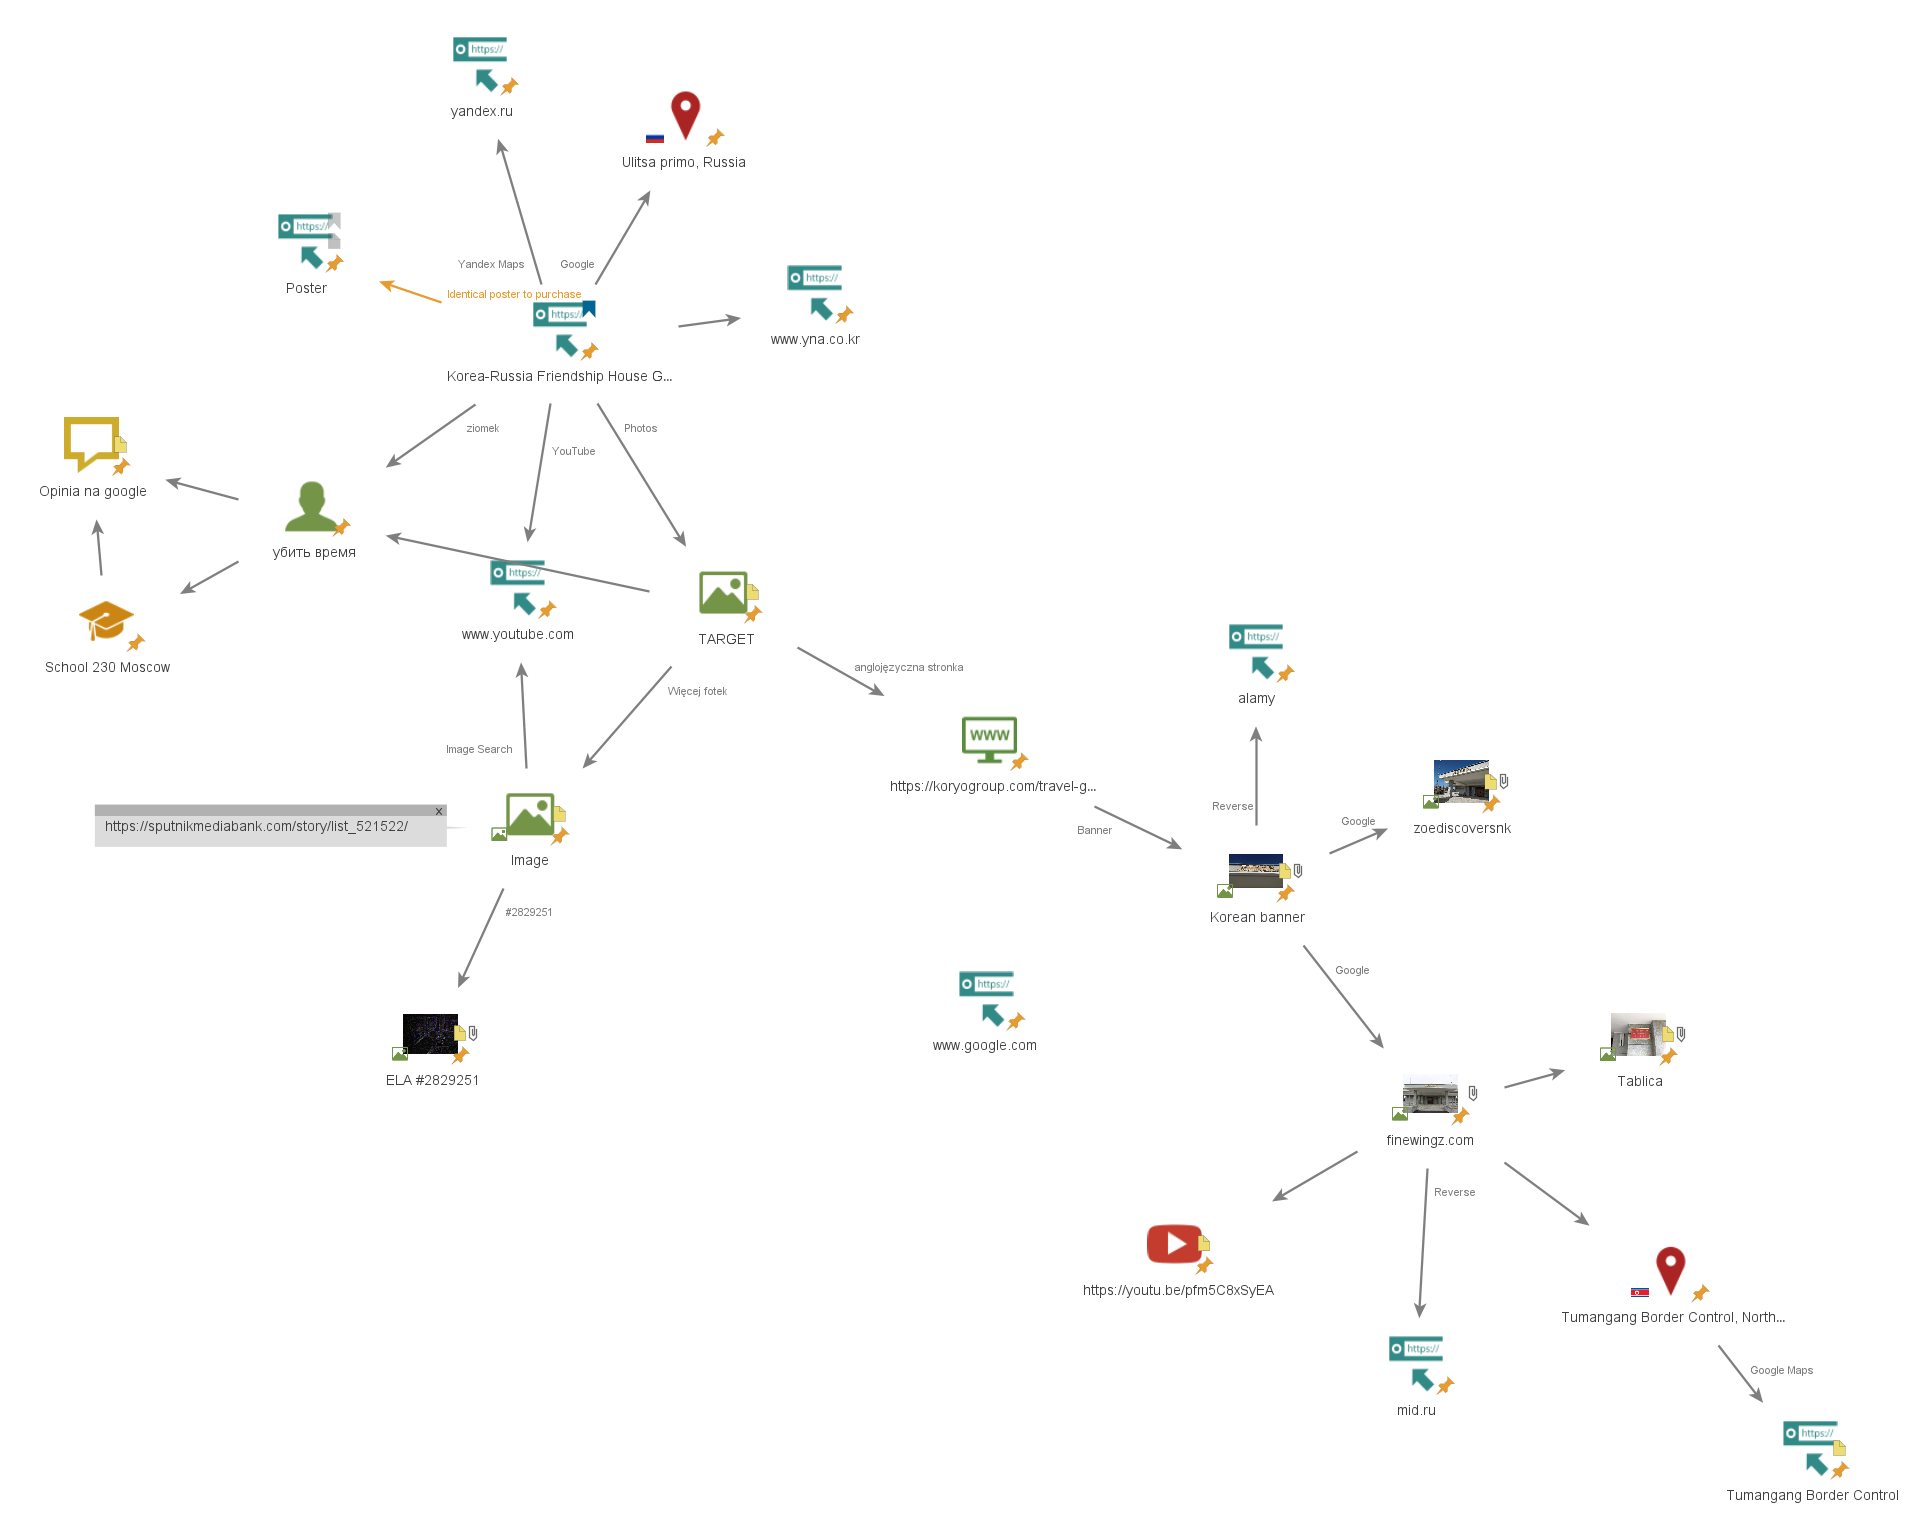 https://
yandex.ru
Ulitsa primo, Russia
https://
Poster
Yandex Maps
Google
Identical poster to purchase
https://
www.yna.co.kr
https://
Korea-Russia Friendship House G...
ziomek
YouTube
Photos
Opinia na google
убить время
https://
www.youtube.com
TARGET
School 230 Moscow
anglojęzyczna stronka
Więcej fotek
https://
alamy
Image Search
WWW
https://koryogroup.com/travel-g...
Reverse
Google
zoediscoversnk
Banner
x
https://sputnikmediabank.com/story/list_521522/
Image
Korean banner
#2829251
Google
https://
www.google.com
ELA #2829251
Tablica
finewingz.com
Reverse
https://youtu.be/pfm5C8xSyEA
Tumangang Border Control, North...
https://
mid.ru
Google Maps
https://
Tumangang Border Control